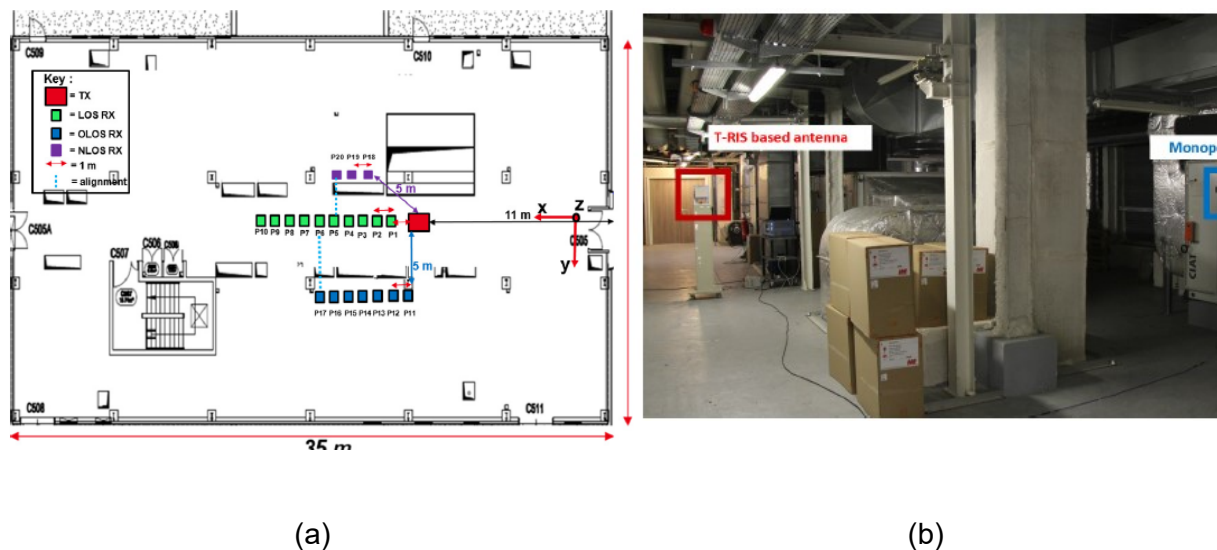 C509
C510
Key :
= TX
= LOS RX
= OLOS RX
= NLOS RX
= 1 m
= alignment
P20 P19 P18
5 m
11 m
x
z
y
P10 P9 P8 P7 P6 P5 P4 P3 P2 P1
C505A
C505
C506
C507
5 m
P17 P16 P15 P14 P13 P12 P11
C508
C511
35 m
T-RIS based antenna
Monop
CIAT
(a)
(b)